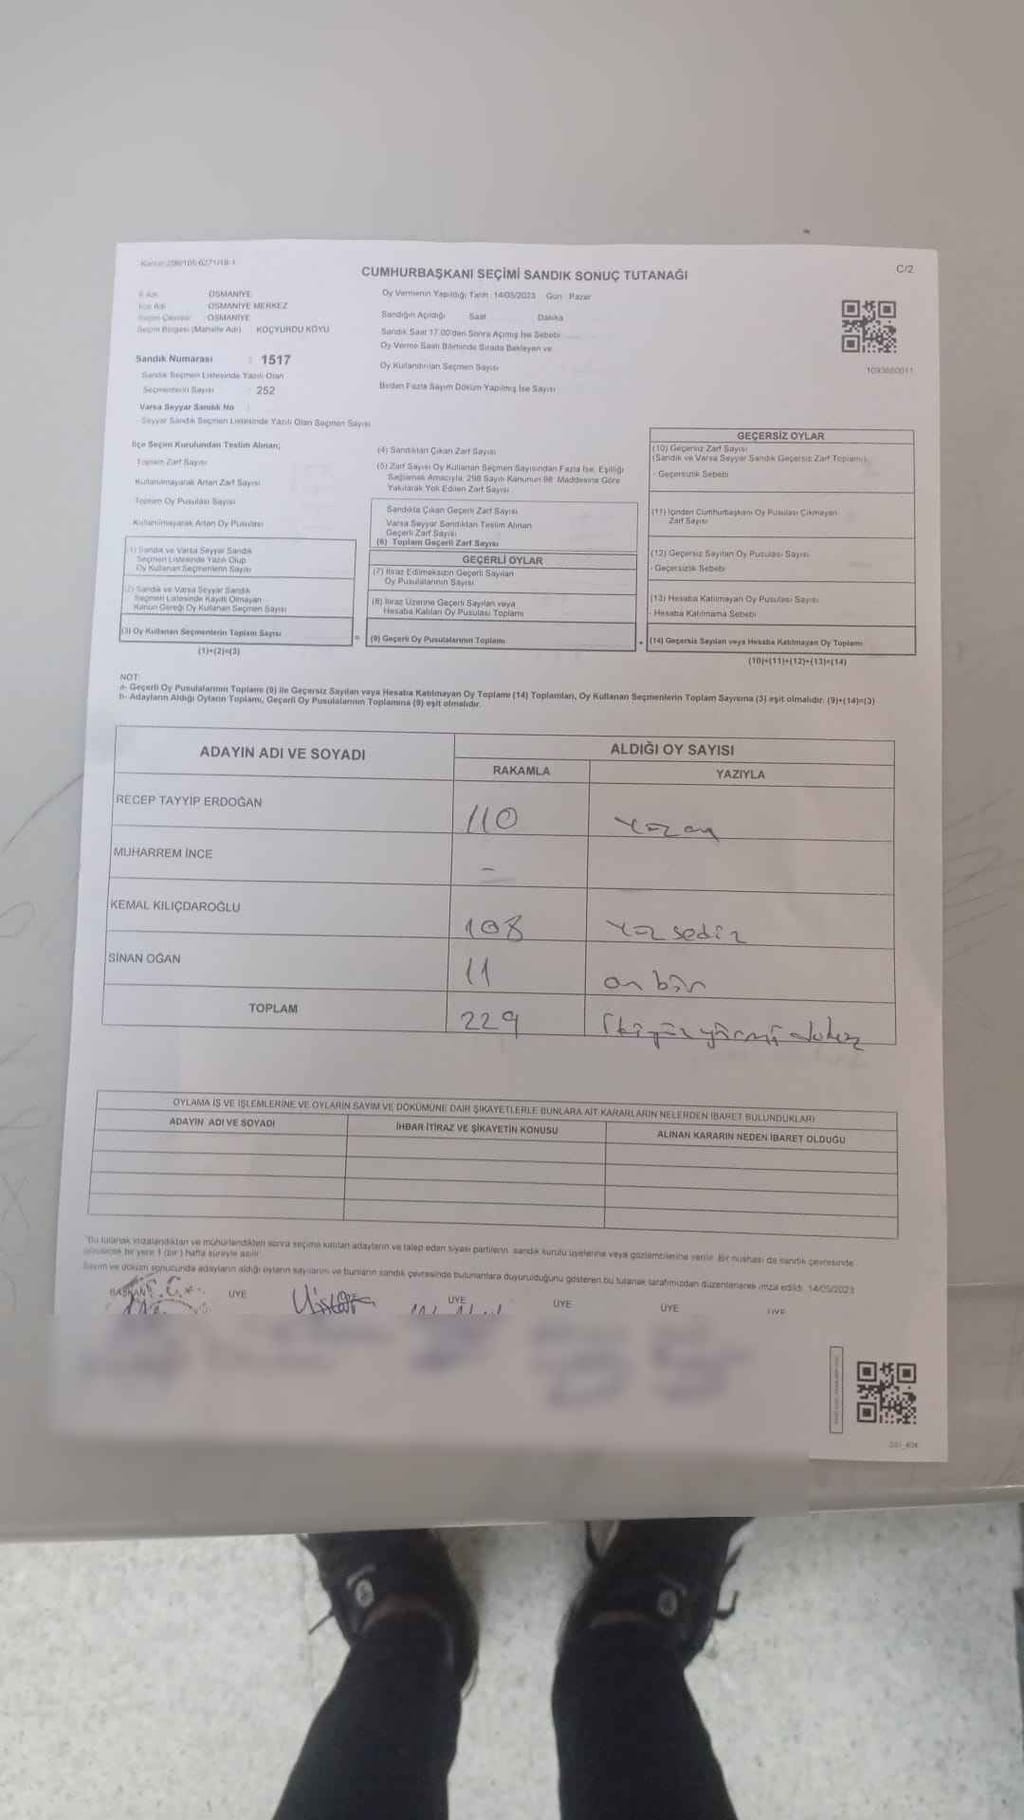 CUMHURBAŞKANI SEÇİMİ SANDIK SONUÇ TUTANAĞI
C/2
OSMANİYE
OSMANİYE MERKEZ
OSMANİYE
Seçim Bölgesi (Mahalle Adı) KOÇYURDU KÖYÜ
Sandık Numarası : 1517
Sandık Seçmen Listesinde Yazılı Olan
Seçmenlerin Sayısı : 252
Varsa Seyyar Sandık No
Seyyar Sandık Seçmen Listesinde Yazılı Olan Seçmen Sayısı
Oy Vermenin Yapıldığı Tarih : 14/05/2023 Gün : Pazar
Sandığın Açıldığı Saat Dakika
Sandık Saat 17.00'den Sonra Açılmış İse Sebebi
Oy Verme Saati Bitiminde Sırada Bekleyen ve
Oy Kullandırılan Seçmen Sayısı
Birden Fazla Sayım Döküm Yapılmış İse Sayısı
1093660011
İlçe Seçim Kurulundan Teslim Alınan;
Toplam Zarf Sayısı
Kullanılmayarak Artan Zarf Sayısı
Toplam Oy Pusulası Sayısı
Kullanılmayarak Artan Oy Pusulası
(1) Sandık ve Varsa Seyyar Sandık
Seçmen Listesinde Yazılı Olup
Oy Kullanan Seçmenlerin Sayısı
(2) Sandık ve Varsa Seyyar Sandık
Seçmen Listesinde Kayıtlı Olmayan
Kanun Gereği Oy Kullanan Seçmen Sayısı
(3) Oy Kullanan Seçmenlerin Toplam Sayısı
(1)+(2)=(3)
(4) Sandıktan Çıkan Zarf Sayısı
(5) Zarf Sayısı Oy Kullanan Seçmen Sayısından Fazla İse, Eşitliği
Sağlamak Amacıyla, 298 Sayılı Kanunun 98. Maddesine Göre
Yakılarak Yok Edilen Zarf Sayısı
Sandıkta Çıkan Geçerli Zarf Sayısı
Varsa Seyyar Sandıktan Teslim Alınan
Geçerli Zarf Sayısı
(6) Toplam Geçerli Zarf Sayısı
GEÇERLİ OYLAR
(7) İtiraz Edilmeksizin Geçerli Sayılan
Oy Pusulalarının Sayısı
(8) İtiraz Üzerine Geçerli Sayılan veya
Hesaba Katılan Oy Pusulası Toplamı
= (9) Geçerli Oy Pusulalarının Toplamı
GEÇERSİZ OYLAR
(10) Geçersiz Zarf Sayısı
(Sandık ve Varsa Seyyar Sandık Geçersiz Zarf Toplamı)
- Geçersizlik Sebebi
(11) İçinden Cumhurbaşkanı Oy Pusulası Çıkmayan
Zarf Sayısı
(12) Geçersiz Sayılan Oy Pusulası Sayısı
- Geçersizlik Sebebi
(13) Hesaba Katılmayan Oy Pusulası Sayısı
- Hesaba Katılmama Sebebi
+ (14) Geçersiz Sayılan veya Hesaba Katılmayan Oy Toplamı
(10)+(11)+(12)+(13)=(14)
NOT:
a- Geçerli Oy Pusulalarının Toplamı (9) ile Geçersiz Sayılan veya Hesaba Katılmayan Oy Toplamı (14) Toplamları, Oy Kullanan Seçmenlerin Toplam Sayısına (3) eşit olmalıdır. (9)+(14)=(3)
b- Adayların Aldığı Oyların Toplamı, Geçerli Oy Pusulalarının Toplamına (9) eşit olmalıdır.
ADAYIN ADI VE SOYADI ALDIĞI OY SAYISI
RAKAMLA YAZIYLA
RECEP TAYYİP ERDOĞAN 110 yüz on
MUHARREM İNCE -
KEMAL KILIÇDAROĞLU 108 yüz sekiz
SİNAN OĞAN 11 on bir
TOPLAM 229 ikiyüz yirmi dokuz
OYLAMA İŞ VE İŞLEMLERİNE VE OYLARIN SAYIM VE DÖKÜMÜNE DAİR ŞİKAYETLERLE BUNLARA AİT KARARLARIN NELERDEN İBARET BULUNDUKLARI
ADAYIN ADI VE SOYADI İHBAR İTİRAZ VE ŞİKAYETİN KONUSU ALINAN KARARIN NEDEN İBARET OLDUĞU
*Bu tutanak imzalandıktan ve mühürlendikten sonra seçime katılan adayların ve talep eden siyasi partilerin sandık kurulu üyelerine veya gözlemcilerine verilir. Bir nüshası da sandık çevresinde
görülecek bir yere 1 (bir) hafta süreyle asılır.
Sayım ve döküm sonucunda adayların aldığı oyların sayılarını ve bunların sandık çevresinde bulunanlara duyurulduğunu gösteren bu tutanak tarafımızdan düzenlenerek imza edildi. 14/05/2023
BAŞKAN ÜYE ÜYE ÜYE ÜYE ÜYE